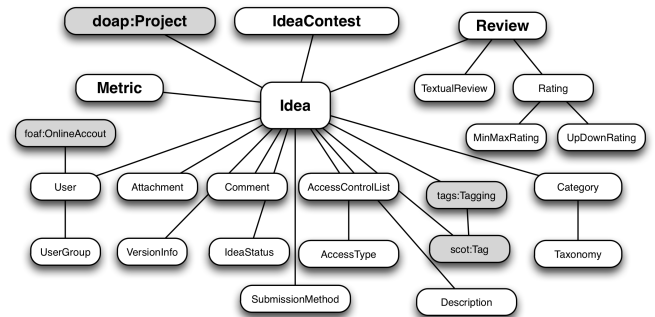 doap:Project
IdeaContest
Review
Metric
Idea
TextualReview
Rating
foaf:OnlineAccout
MinMaxRating
UpDownRating
User
Attachment
Comment
AccessControlList
tags:Tagging
Category
UserGroup
VersionInfo
IdeaStatus
AccessType
scot:Tag
Taxonomy
SubmissionMethod
Description